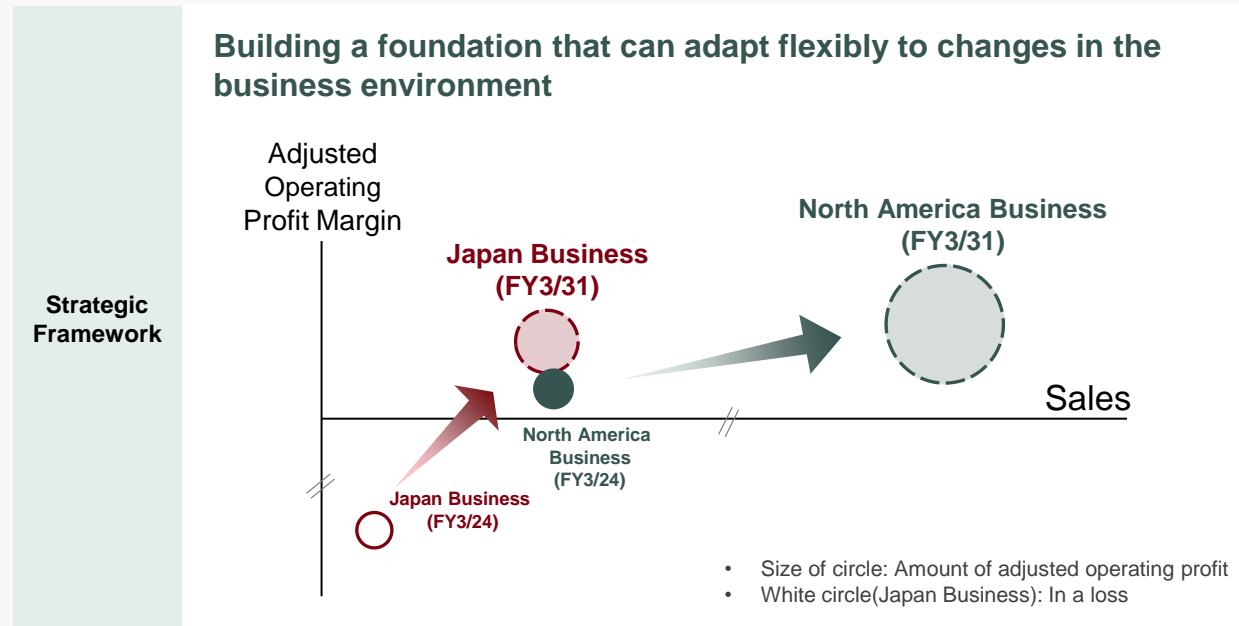 Building a foundation that can adapt flexibly to changes in the
business environment
Strategic
Framework
Adjusted
Operating
Profit Margin
Japan Business
(FY3/31)
North America Business
(FY3/31)
Sales
North America
Business
(FY3/24)
Japan Business
(FY3/24)
• Size of circle: Amount of adjusted operating profit
• White circle(Japan Business): In a loss